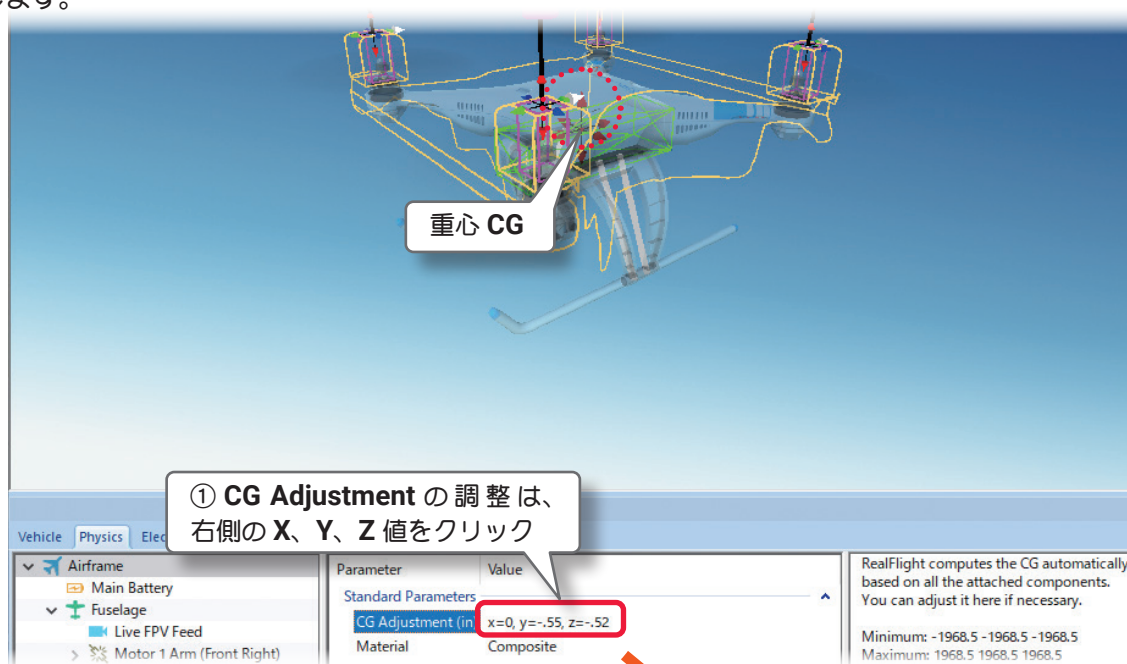 ます。
重心 CG
① CG Adjustment の 調 整 は、
右側の X、Y、Z 値をクリック
Vehicle Physics Elec
Airframe
Main Battery
Fuselage
Live FPV Feed
Motor 1 Arm (Front Right)
Parameter Value
Standard Parameters
CG Adjustment (in x=0, y=-.55, z=-.52
Material Composite
RealFlight computes the CG automatically
based on all the attached components.
You can adjust it here if necessary.
Minimum: -1968.5 -1968.5 -1968.5
Maximum: 1968.5 1968.5 1968.5